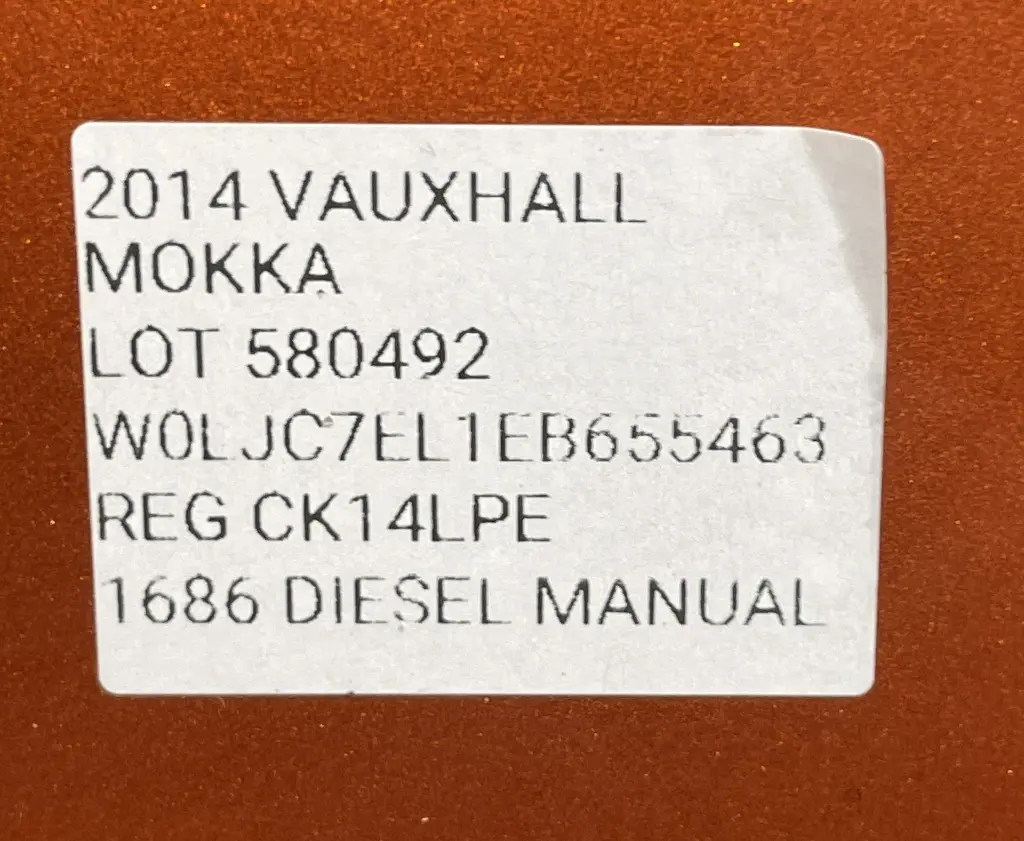 2014 VAUXHALL
MOKKA
LOT 580492
W0LJC7EL1EB655463
REG CK14LPE
1686 DIESEL MANUAL